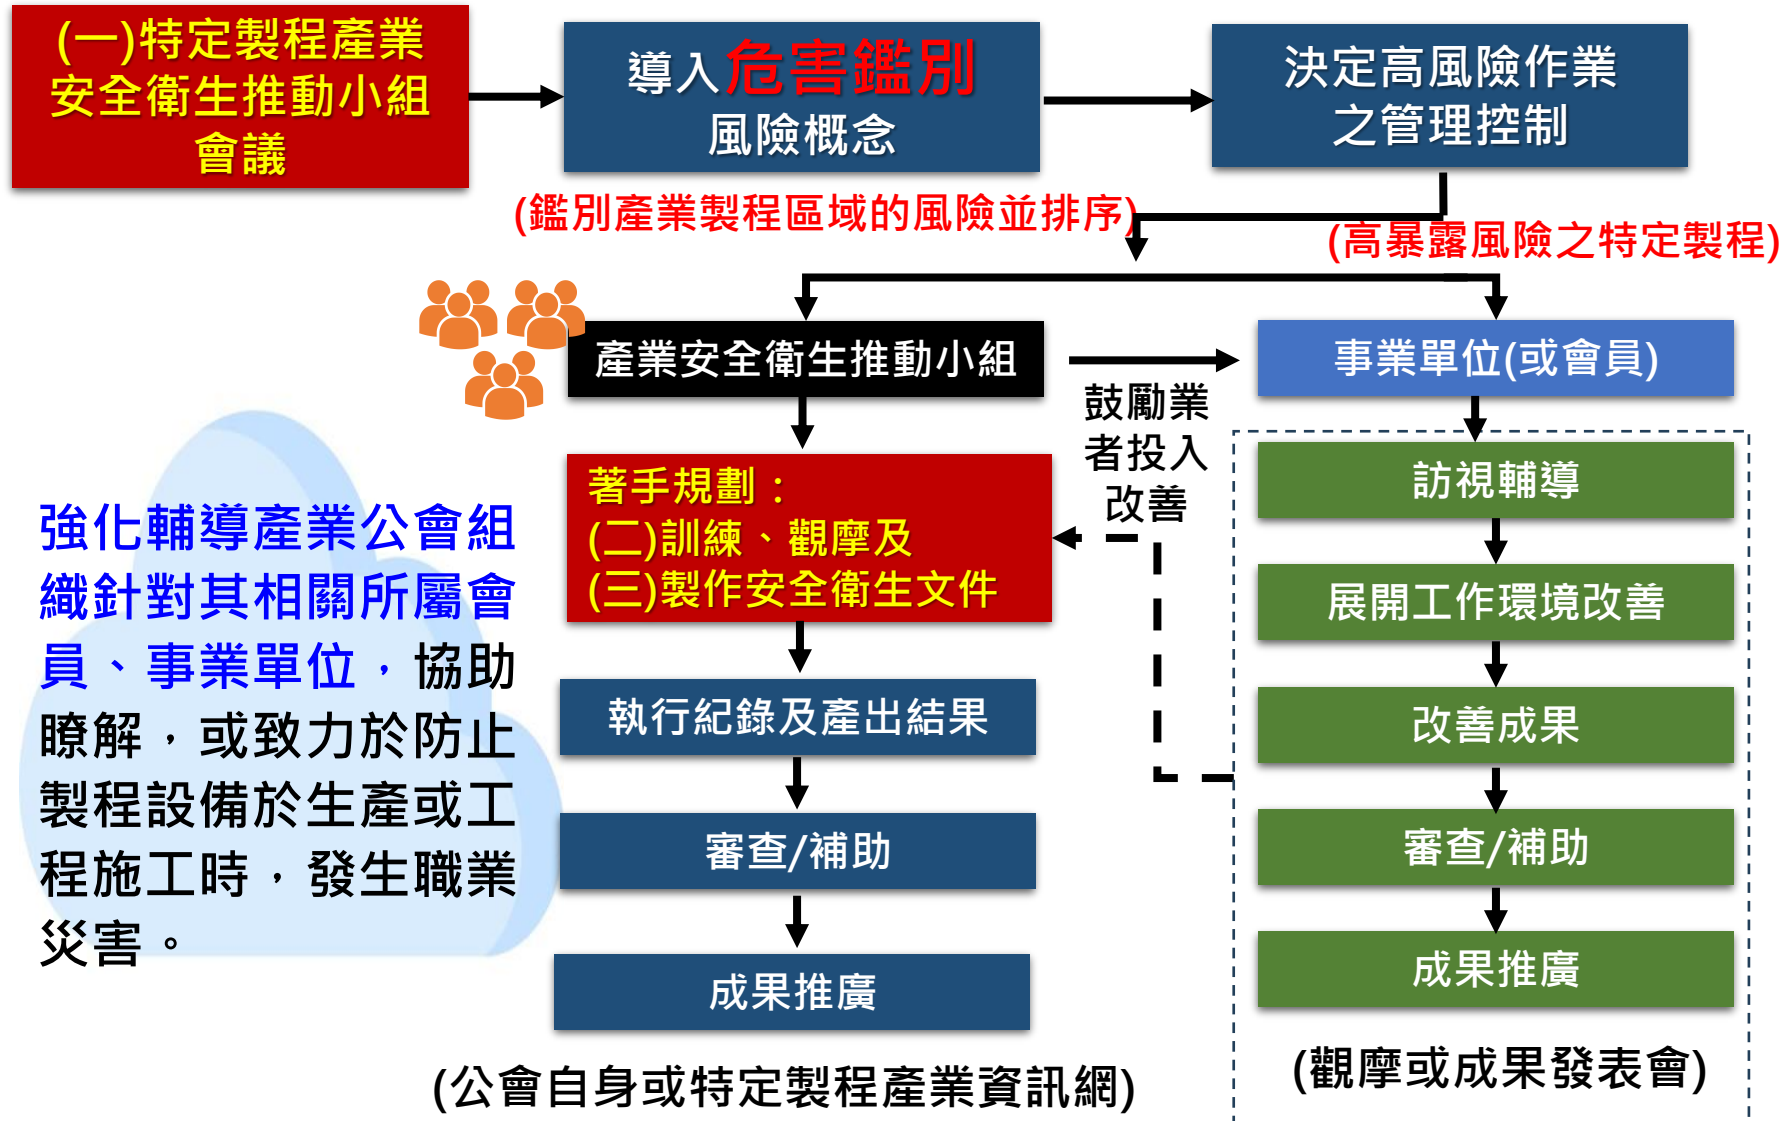 (一)特定製程產業
安全衛生推動小組
會議
導入危害鑑別
風險概念
決定高風險作業
之管理控制
(鑑別產業製程區域的風險並排序)
(高暴露風險之特定製程)
產業安全衛生推動小組
事業單位(或會員)
鼓勵業
者投入
改善
著手規劃：
(二)訓練、觀摩及
(三)製作安全衛生文件
執行紀錄及產出結果
審查/補助
成果推廣
(公會自身或特定製程產業資訊網)
訪視輔導
展開工作環境改善
改善成果
審查/補助
成果推廣
(觀摩或成果發表會)
強化輔導產業公會組
織針對其相關所屬會
員、事業單位，協助
瞭解，或致力於防止
製程設備於生產或工
程施工時，發生職業
災害。